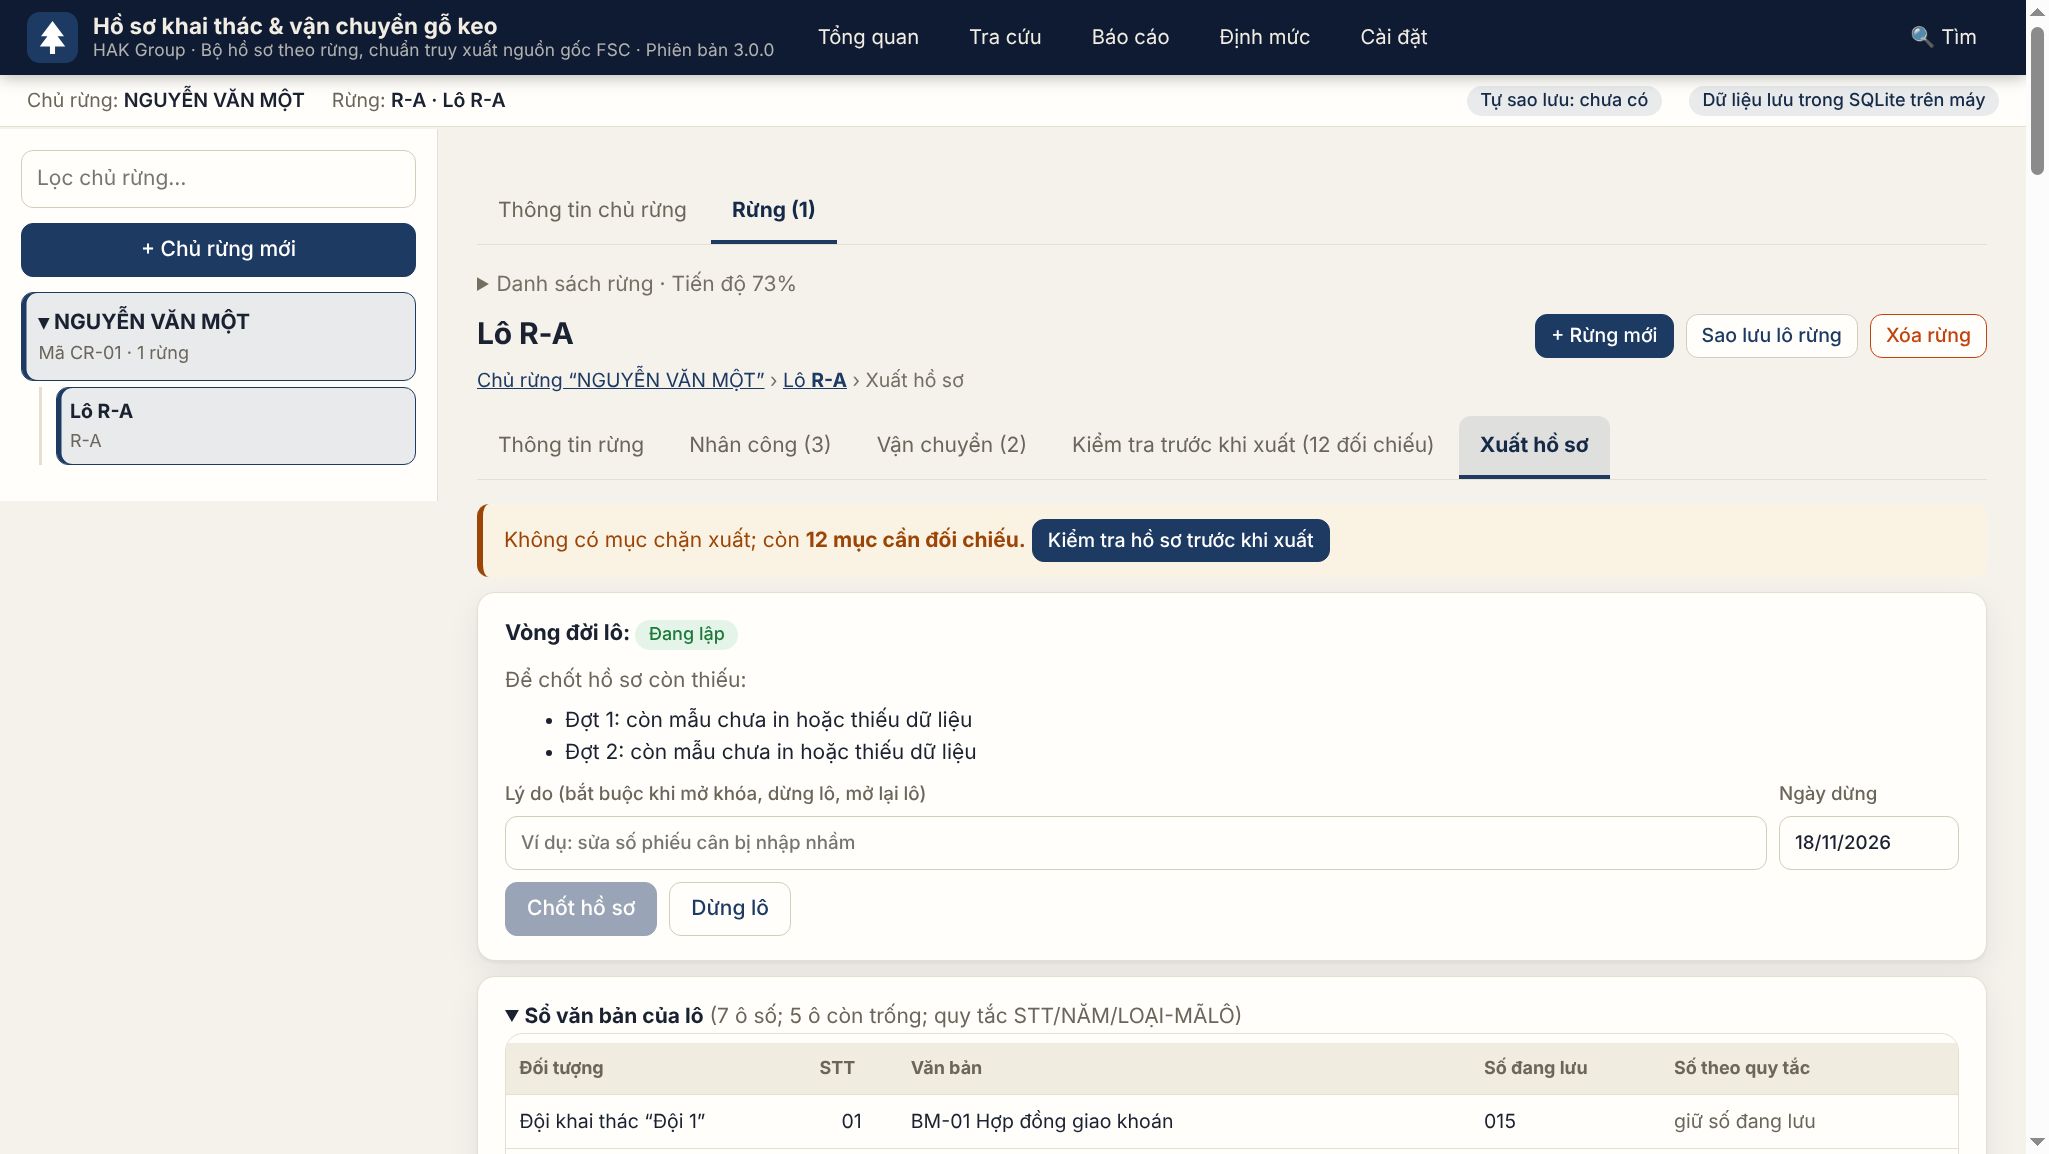 Hồ sơ khai thác & vận chuyển gỗ keo
HAK Group · Bộ hồ sơ theo rừng, chuẩn truy xuất nguồn gốc FSC · Phiên bản 3.0.0
Tổng quan
Tra cứu
Báo cáo
Định mức
Cài đặt
🔍 Tìm
Chủ rừng: NGUYỄN VĂN MỘT
Rừng: R-A · Lô R-A
Tự sao lưu: chưa có
Dữ liệu lưu trong SQLite trên máy
Lọc chủ rừng...
+ Chủ rừng mới
▾ NGUYỄN VĂN MỘT
Mã CR-01 · 1 rừng
Lô R-A
R-A
Thông tin chủ rừng
Rừng (1)
▶ Danh sách rừng · Tiến độ 73%
Lô R-A
+ Rừng mới
Sao lưu lô rừng
Xóa rừng
Chủ rừng “NGUYỄN VĂN MỘT” › Lô R-A › Xuất hồ sơ
Thông tin rừng
Nhân công (3)
Vận chuyển (2)
Kiểm tra trước khi xuất (12 đối chiếu)
Xuất hồ sơ
Không có mục chặn xuất; còn 12 mục cần đối chiếu.
Kiểm tra hồ sơ trước khi xuất
Vòng đời lô: Đang lập
Để chốt hồ sơ còn thiếu:
• Đợt 1: còn mẫu chưa in hoặc thiếu dữ liệu
• Đợt 2: còn mẫu chưa in hoặc thiếu dữ liệu
Lý do (bắt buộc khi mở khóa, dừng lô, mở lại lô)
Ngày dừng
Ví dụ: sửa số phiếu cân bị nhập nhầm
18/11/2026
Chốt hồ sơ
Dừng lô
▼ Sổ văn bản của lô (7 ô số; 5 ô còn trống; quy tắc STT/NĂM/LOẠI-MÃLÔ)
Đối tượng
STT
Văn bản
Số đang lưu
Số theo quy tắc
Đội khai thác “Đội 1”
01
BM-01 Hợp đồng giao khoán
015
giữ số đang lưu